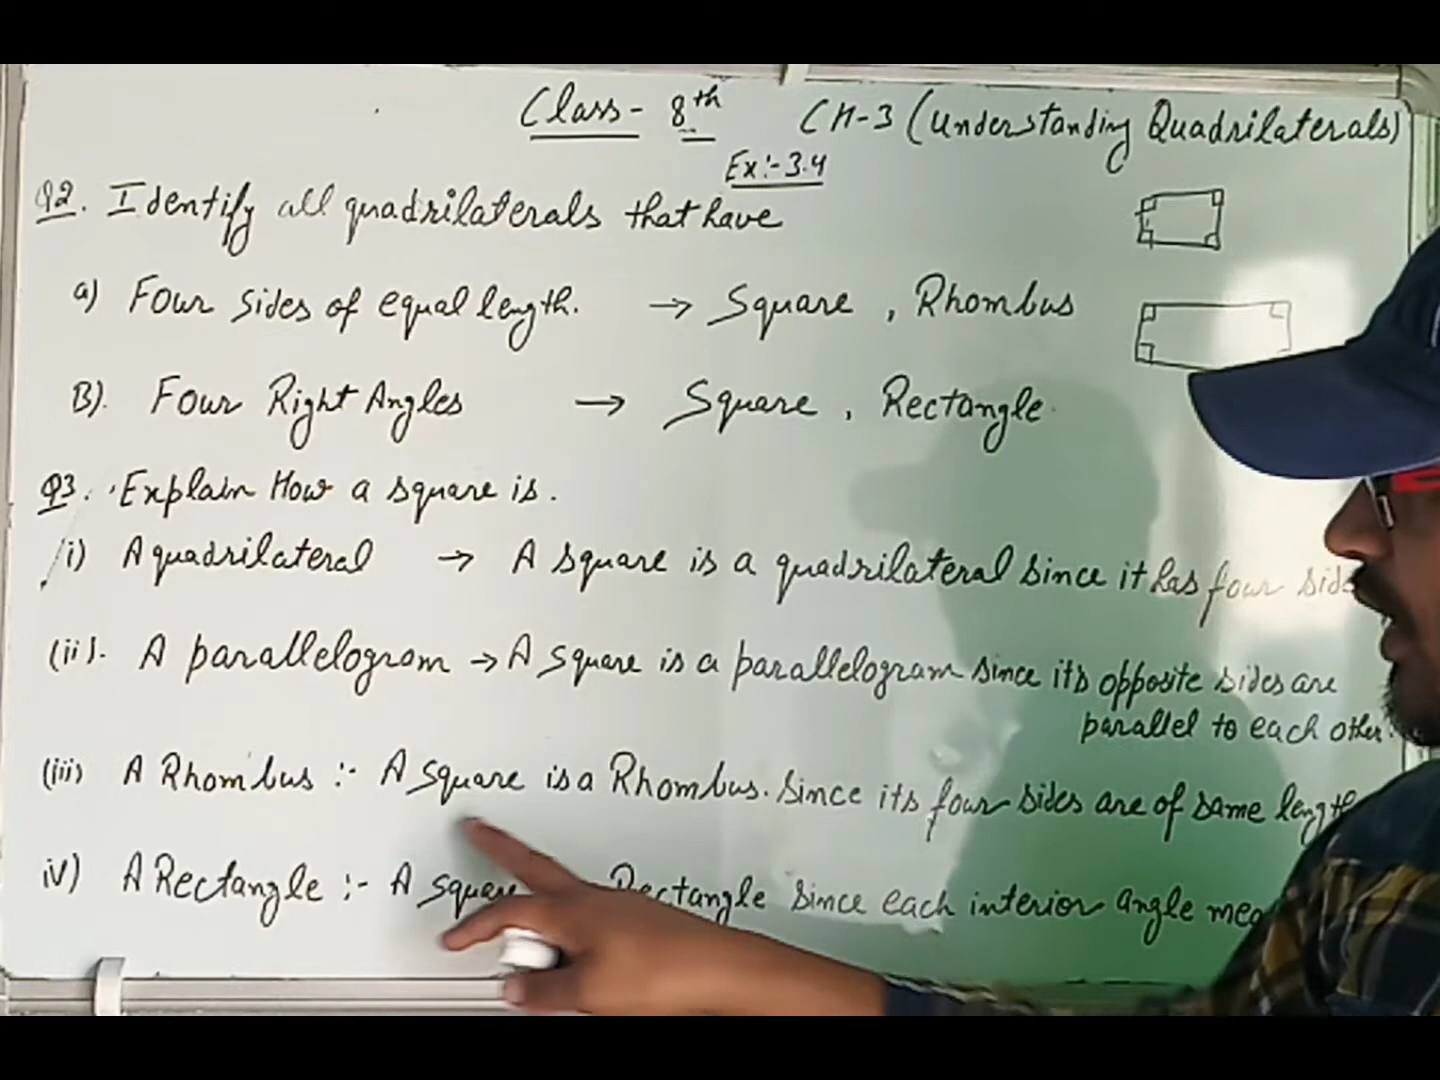 Class- 8th CH-3 (Understanding Quadrilaterals)
Ex:- 3.4
Q2. Identify all quadrilaterals that have
a) Four sides of equal length. → Square, Rhombus
B). Four Right Angles → Square, Rectangle.
Q3. Explain How a square is.
i) A quadrilateral → A square is a quadrilateral since it has four
(ii). A parallelogram → A square is a parallelogram since its opposite sides are
parallel to each other.
(iii) A Rhombus :- A square is a Rhombus. Since its four sides are of same length
iv) A Rectangle :- A square Rectangle since each interior angle